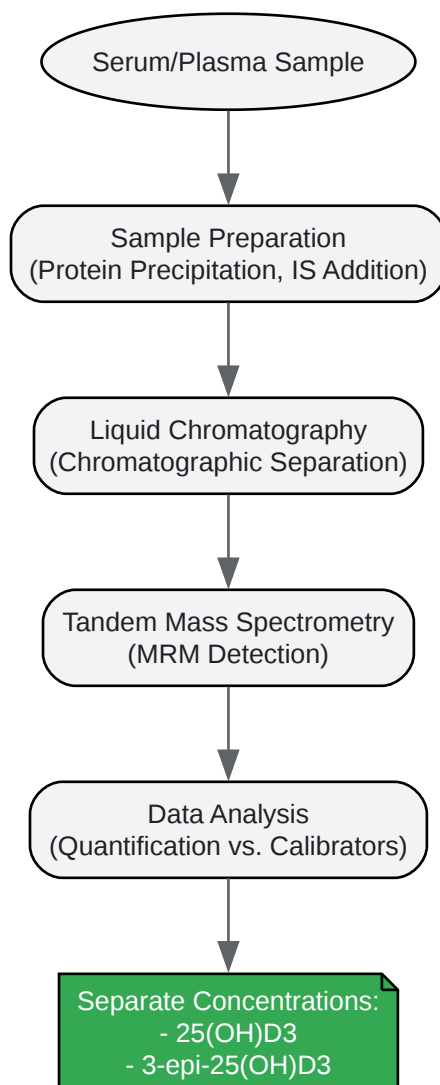 Serum/Plasma Sample
Sample Preparation
(Protein Precipitation, IS Addition)
Liquid Chromatography
(Chromatographic Separation)
Tandem Mass Spectrometry
(MRM Detection)
Data Analysis
(Quantification vs. Calibrators)
Separate Concentrations:
- 25(OH)D3
- 3-epi-25(OH)D3